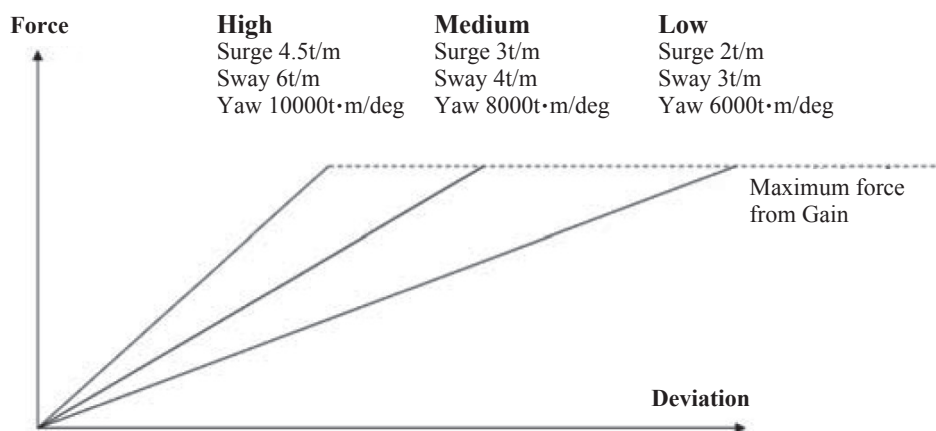 Force
High
Surge 4.5t/m
Sway 6t/m
Yaw 10000t·m/deg
Medium
Surge 3t/m
Sway 4t/m
Yaw 8000t·m/deg
Low
Surge 2t/m
Sway 3t/m
Yaw 6000t·m/deg
Maximum force
from Gain
Deviation